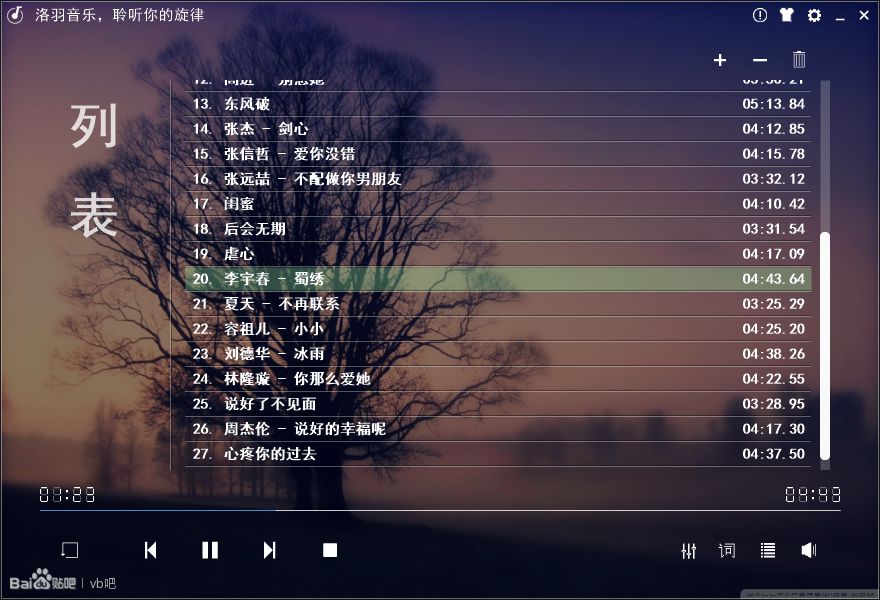 洛羽音乐，聆听你的旋律
列表
13. 东风破 05:13.84
14. 张杰 - 剑心 04:12.85
15. 张信哲 - 爱你没错 04:15.78
16. 张远喆 - 不配做你男朋友 03:32.12
17. 闺蜜 04:10.42
18. 后会无期 03:31.54
19. 虐心 04:17.09
20. 李宇春 - 蜀绣 04:43.64
21. 夏天 - 不再联系 03:25.29
22. 容祖儿 - 小小 04:25.20
23. 刘德华 - 冰雨 04:38.26
24. 林隆璇 - 你那么爱她 04:22.55
25. 说好了不见面 03:28.95
26. 周杰伦 - 说好的幸福呢 04:17.30
27. 心疼你的过去 04:37.50
01:23 04:43
词
Bai贴吧 | vb吧